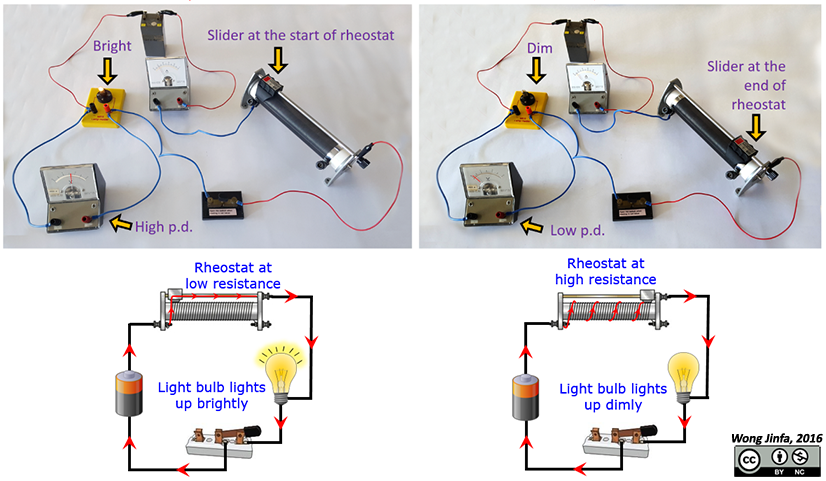 Bright
Slider at the start of rheostat
High p.d.
Dim
Slider at the
end of
rheostat
Low p.d.
Rheostat at
low resistance
Light bulb lights
up brightly
Rheostat at
high resistance
Light bulb lights
up dimly
Wong Jinfa, 2016
CC
BY NC